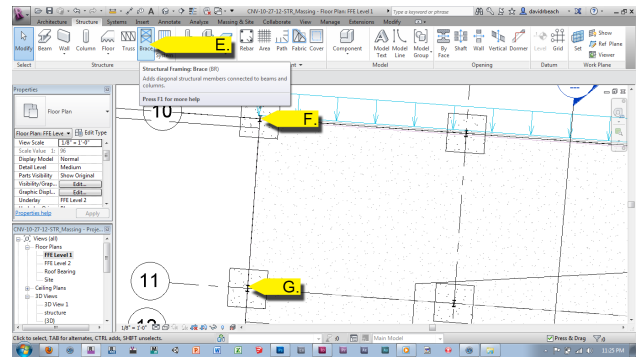 CNV-10-27-12-STR_Massing - Floor Plan: FFE Level 1
Type a keyword or phrase
davidrbeach
Architecture Structure Systems Insert Annotate Analyze Massing & Site Collaborate View Manage Extensions Modify
Modify Beam Wall Column Floor Truss Brace
Rebar Area Path Fabric Cover Component Model Text Model Line Model Group By Face Shaft Wall Vertical Dormer Level Grid Set
Show
Ref Plane
Viewer
Select Structure Model Opening Datum Work Plane
E.
Structural Framing: Brace (BR)
Adds diagonal structural members connected to beams and
columns.
Press F1 for more help
Properties
Floor Plan
Floor Plan: FFE Leve Edit Type
View Scale 1/8" = 1'-0"
Scale Value 1: 96
Display Model Normal
Detail Level Medium
Parts Visibility Show Original
Visibility/Grap... Edit...
Graphic Displ... Edit...
Underlay FFE Level 2
Properties help Apply
CNV-10-27-12-STR_Massing - Proje...
Views (all)
Floor Plans
FFE Level 1
FFE Level 2
Roof Bearing
Site
Ceiling Plans
3D Views
3D View 1
structure
{3D}
10
F.
11
G.
1/8" = 1'-0"
Click to select, TAB for alternates, CTRL adds, SHIFT unselects.
:0
Main Model
Press & Drag
:0
11:25 PM